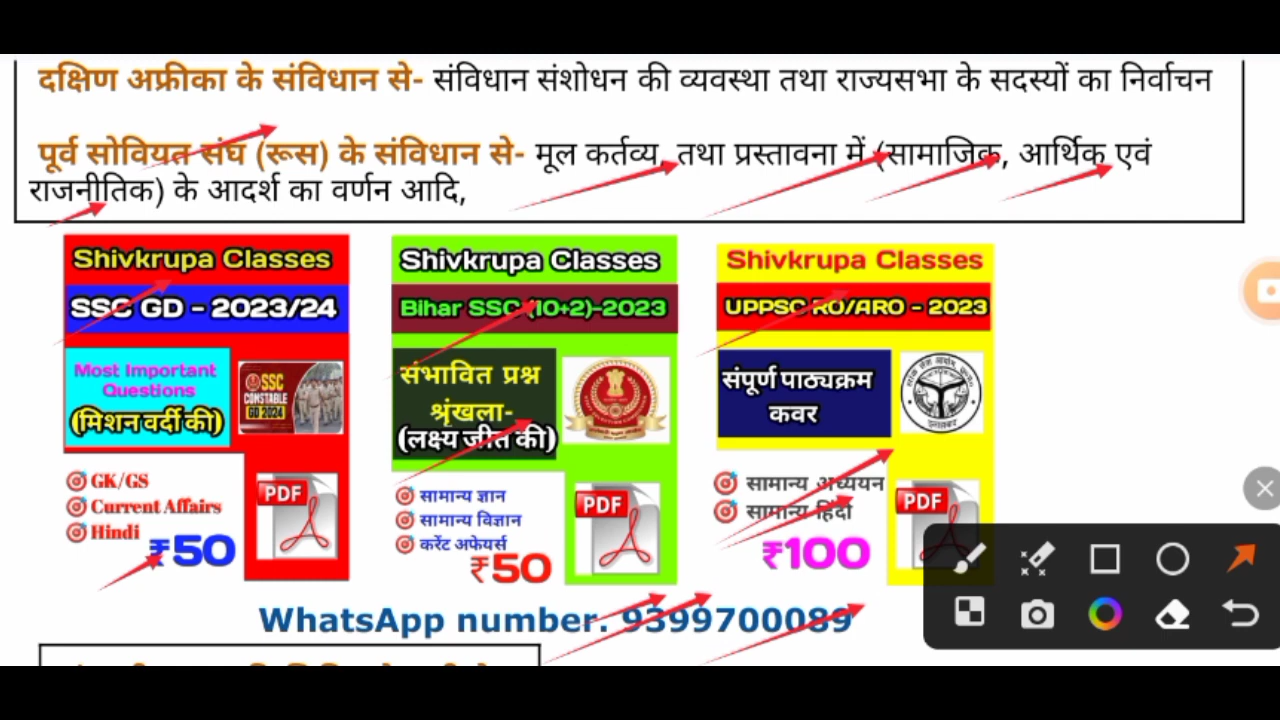 दक्षिण अफ्रीका के संविधान से- संविधान संशोधन की व्यवस्था तथा राज्यसभा के सदस्यों का निर्वाचन
पूर्व सोवियत संघ (रूस) के संविधान से- मूल कर्तव्य, तथा प्रस्तावना में (सामाजिक, आर्थिक एवं
राजनीतिक) के आदर्श का वर्णन आदि,
Shivkrupa Classes
SSC GD - 2023/24
Most Important
Questions
(मिशन वर्दी की)
SSC
CONSTABLE
GD 2024
GK/GS
Current Affairs
Hindi
₹50
PDF
Shivkrupa Classes
Bihar SSC (10+2)-2023
संभावित प्रश्न
श्रृंखला-
(लक्ष्य जीत की)
सामान्य ज्ञान
सामान्य विज्ञान
करेंट अफेयर्स
₹50
PDF
Shivkrupa Classes
UPPSC RO/ARO - 2023
संपूर्ण पाठ्यक्रम
कवर
सामान्य अध्ययन
सामान्य हिंदी
₹100
PDF
WhatsApp number. 9399700089